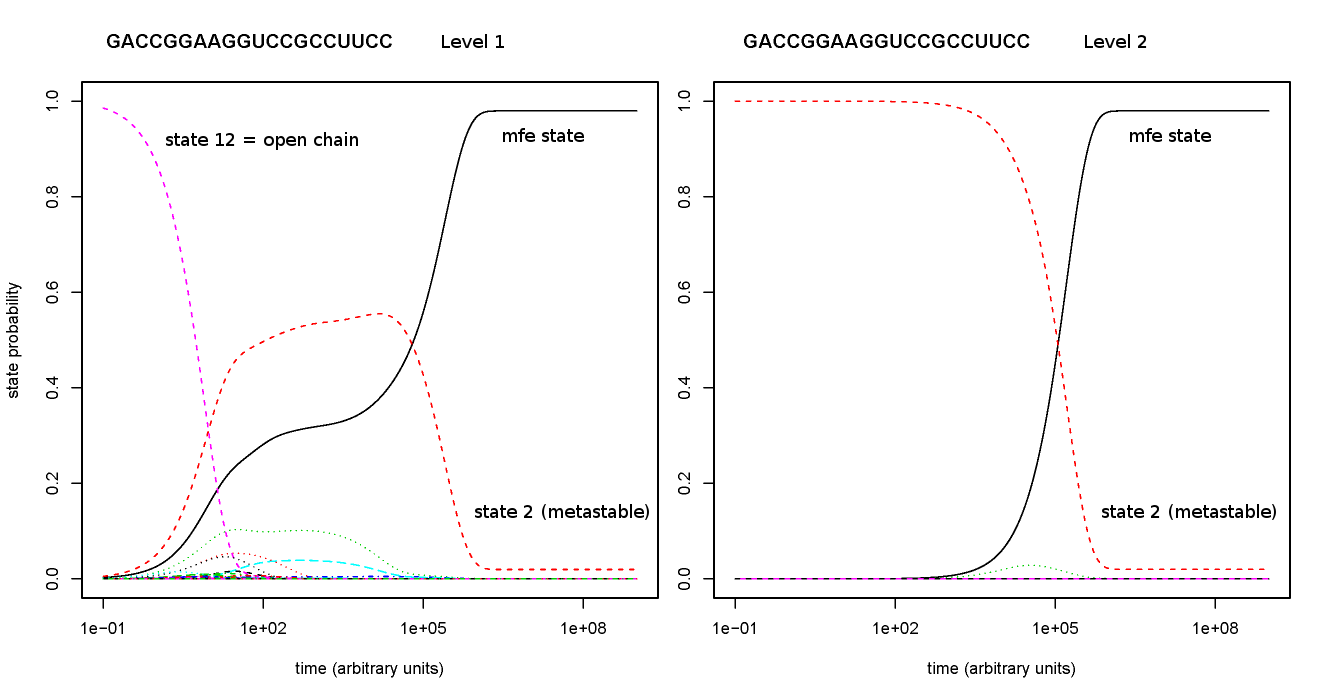 GACCGGAAGGUCCGCCUUCC Level 1
state probability
1.0
0.8
0.6
0.4
0.2
0.0
state 12 = open chain
mfe state
state 2 (metastable)
1e−01 1e+02 1e+05 1e+08
time (arbitrary units)
GACCGGAAGGUCCGCCUUCC Level 2
1.0
0.8
0.6
0.4
0.2
0.0
mfe state
state 2 (metastable)
1e−01 1e+02 1e+05 1e+08
time (arbitrary units)